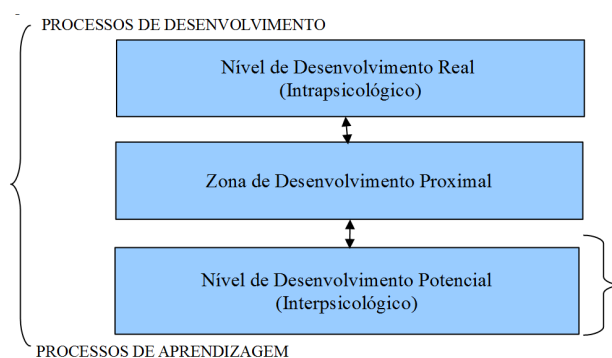 PROCESSOS DE DESENVOLVIMENTO
Nível de Desenvolvimento Real
(Intrapsicológico)
Zona de Desenvolvimento Proximal
Nível de Desenvolvimento Potencial
(Interpsicológico)
PROCESSOS DE APRENDIZAGEM